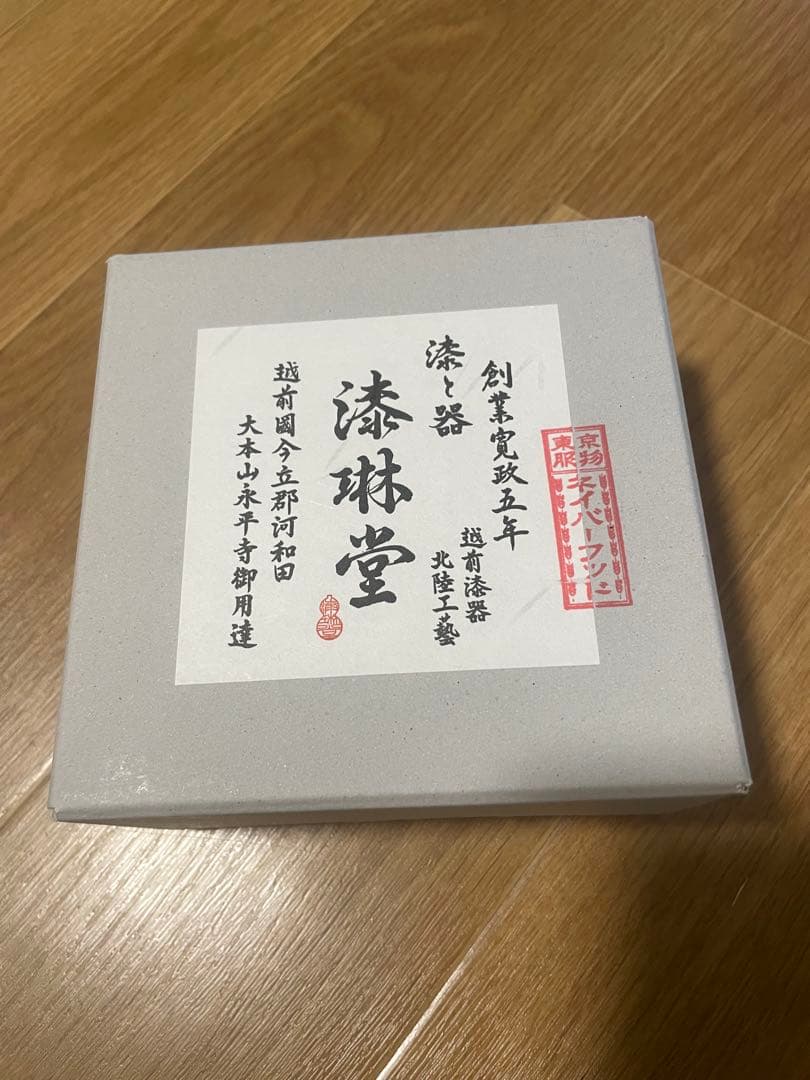 創業寛政五年
越前漆器
北陸工藝
漆と器
漆琳堂
越前國今立郡河和田
大本山永平寺御用達
東京
服物
ネイバーフッド